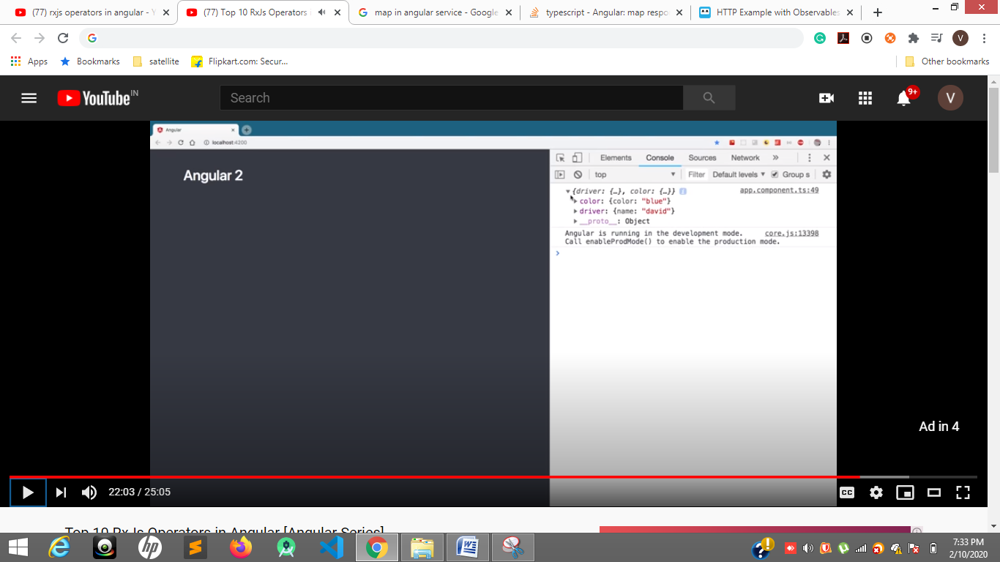 (77) rxjs operators in angular - Y
(77) Top 10 RxJs Operators i
map in angular service - Google
typescript - Angular: map respo
HTTP Example with Observables
V
Apps
Bookmarks
satellite
Flipkart.com: Secur...
Other bookmarks
YouTube IN
Search
9+
V
Angular
localhost:4200
Angular 2
Elements
Console
Sources
Network
»
top
Filter
Default levels
Group s
{driver: {…}, color: {…}}
app.component.ts:49
color: {color: "blue"}
driver: {name: "david"}
__proto__: Object
Angular is running in the development mode.
core.js:13398
Call enableProdMode() to enable the production mode.
Ad in 4
22:03 / 25:05
CC
Top 10 RxJs Operators in Angular [Angular Series]
hp
7:33 PM
2/10/2020